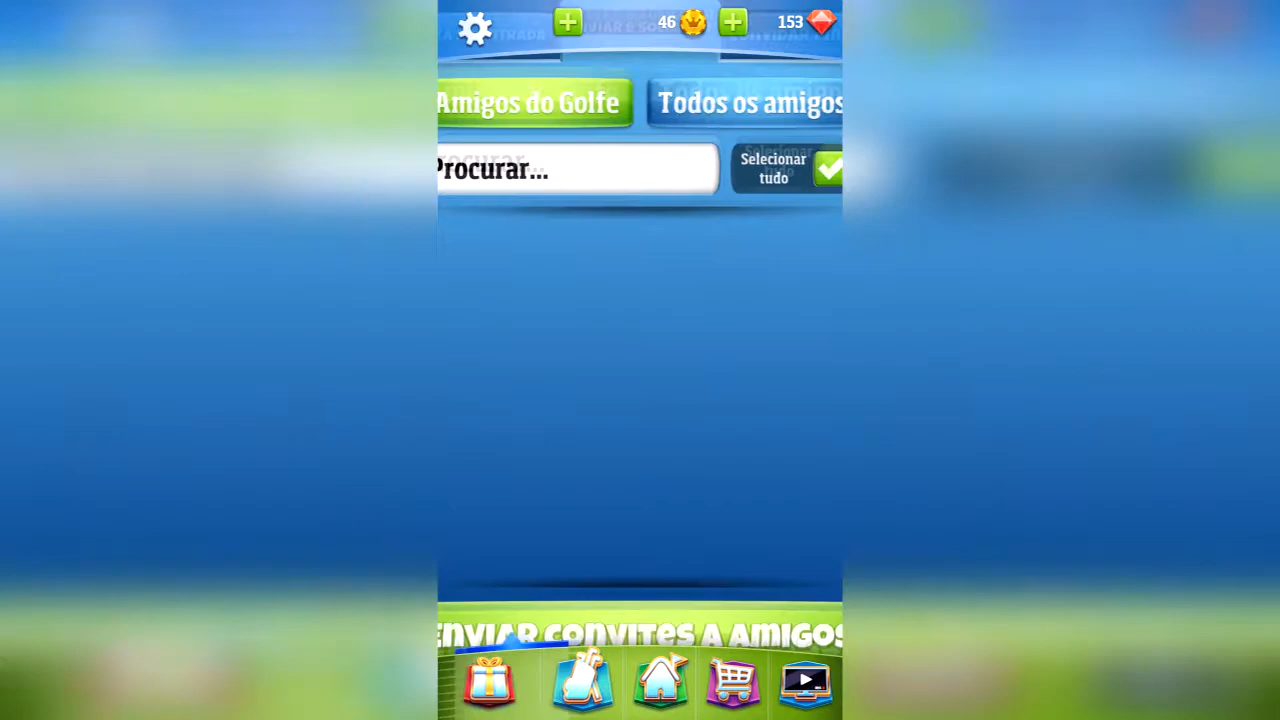 46
153
Amigos do Golfe
Todos os amigos
Procurar...
Selecionar
tudo
ENVIAR CONVITES A AMIGOS